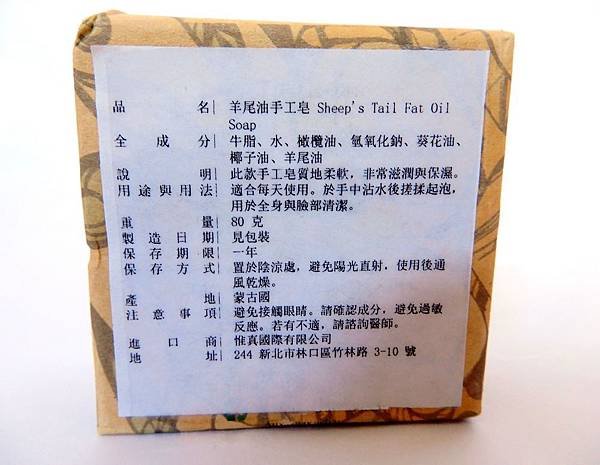 品名| 羊尾油手工皂 Sheep's Tail Fat Oil
Soap
全成分| 牛脂、水、橄欖油、氫氧化鈉、葵花油、
椰子油、羊尾油
說明| 此款手工皂質地柔軟，非常滋潤與保濕。
用途與用法| 適合每天使用。於手中沾水後搓揉起泡，
用於全身與臉部清潔。
重量| 80 克
製造日期| 見包裝
保存期限| 一年
保存方式| 置於陰涼處，避免陽光直射，使用後通
風乾燥。
產地| 蒙古國
注意事項| 避免接觸眼睛。請確認成分，避免過敏
反應。若有不適，請諮詢醫師。
進口商| 惟真國際有限公司
地址| 244 新北市林口區竹林路 3-10 號